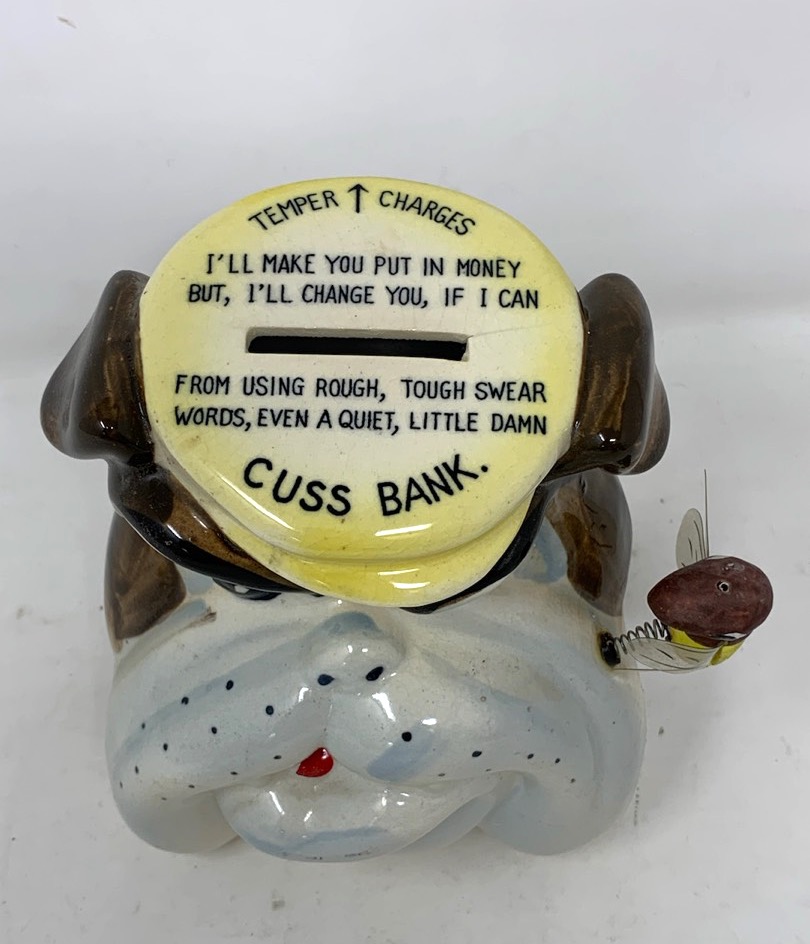 TEMPER ↑ CHARGES
I'LL MAKE YOU PUT IN MONEY
BUT, I'LL CHANGE YOU, IF I CAN
FROM USING ROUGH, TOUGH SWEAR
WORDS, EVEN A QUIET, LITTLE DAMN
CUSS BANK.